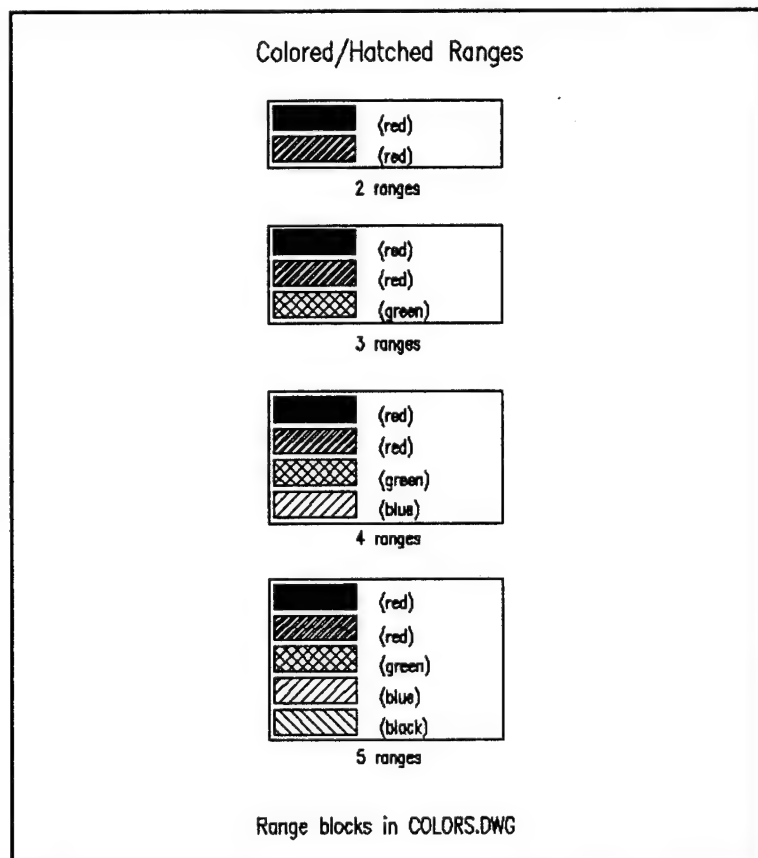 Colored/Hatched Ranges
(red)
(red)
2 ranges
(red)
(red)
(green)
3 ranges
(red)
(red)
(green)
(blue)
4 ranges
(red)
(red)
(green)
(blue)
(black)
5 ranges
Range blocks in COLORS.DWG